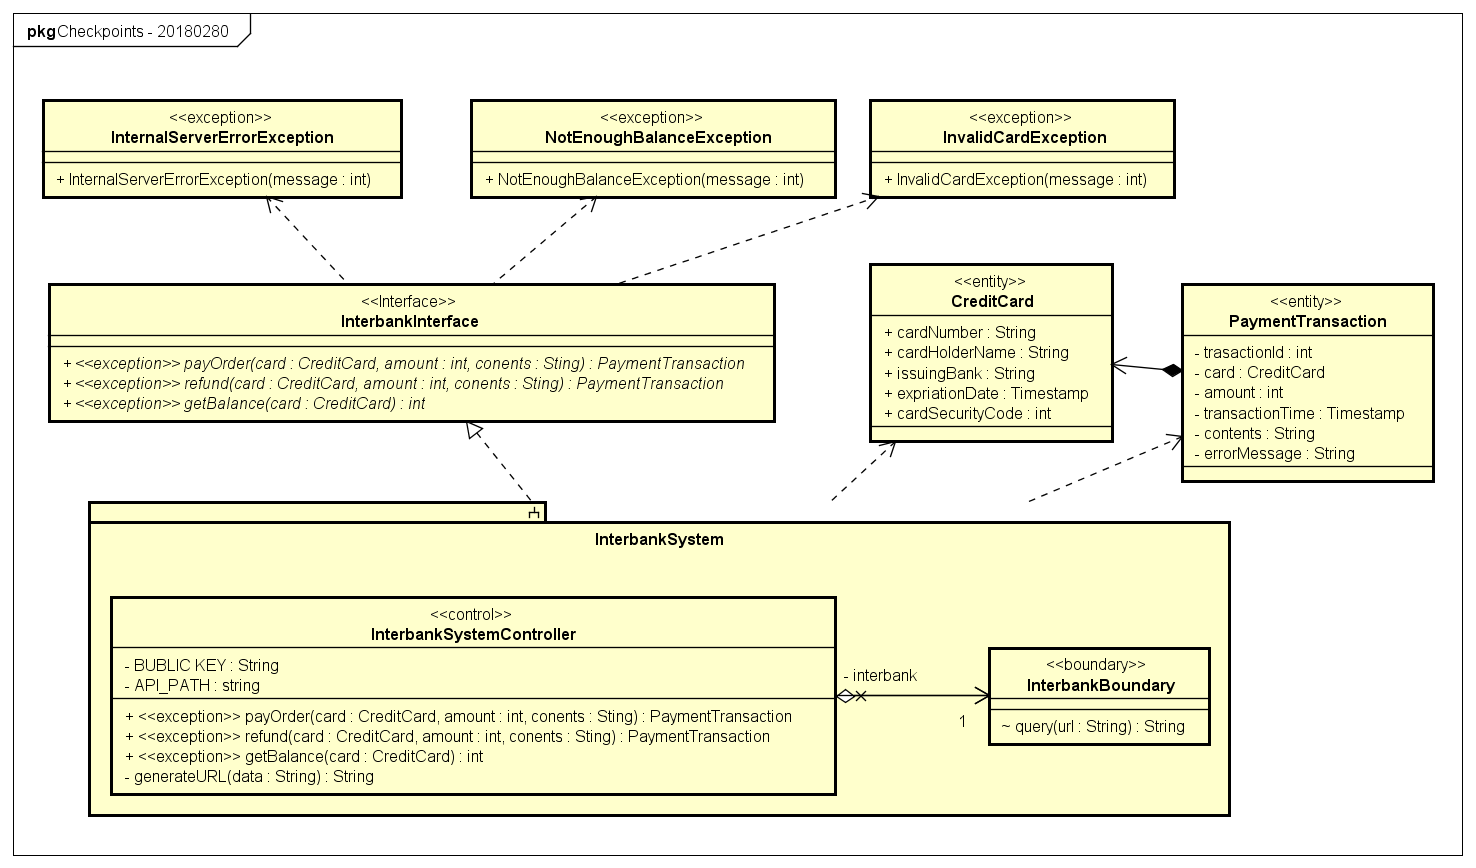 pkg Checkpoints - 20180280
<<exception>>
InternalServerErrorException
+ InternalServerErrorException(message : int)
<<exception>>
NotEnoughBalanceException
+ NotEnoughBalanceException(message : int)
<<exception>>
InvalidCardException
+ InvalidCardException(message : int)
<<Interface>>
InterbankInterface
+ <<exception>> payOrder(card : CreditCard, amount : int, conents : Sting) : PaymentTransaction
+ <<exception>> refund(card : CreditCard, amount : int, conents : Sting) : PaymentTransaction
+ <<exception>> getBalance(card : CreditCard) : int
<<entity>>
CreditCard
+ cardNumber : String
+ cardHolderName : String
+ issuingBank : String
+ expriationDate : Timestamp
+ cardSecurityCode : int
<<entity>>
PaymentTransaction
- trasactionId : int
- card : CreditCard
- amount : int
- transactionTime : Timestamp
- contents : String
- errorMessage : String
InterbankSystem
<<control>>
InterbankSystemController
- BUBLIC KEY : String
- API_PATH : string
+ <<exception>> payOrder(card : CreditCard, amount : int, conents : Sting) : PaymentTransaction
+ <<exception>> refund(card : CreditCard, amount : int, conents : Sting) : PaymentTransaction
+ <<exception>> getBalance(card : CreditCard) : int
- generateURL(data : String) : String
- interbank
1
<<boundary>>
InterbankBoundary
~ query(url : String) : String